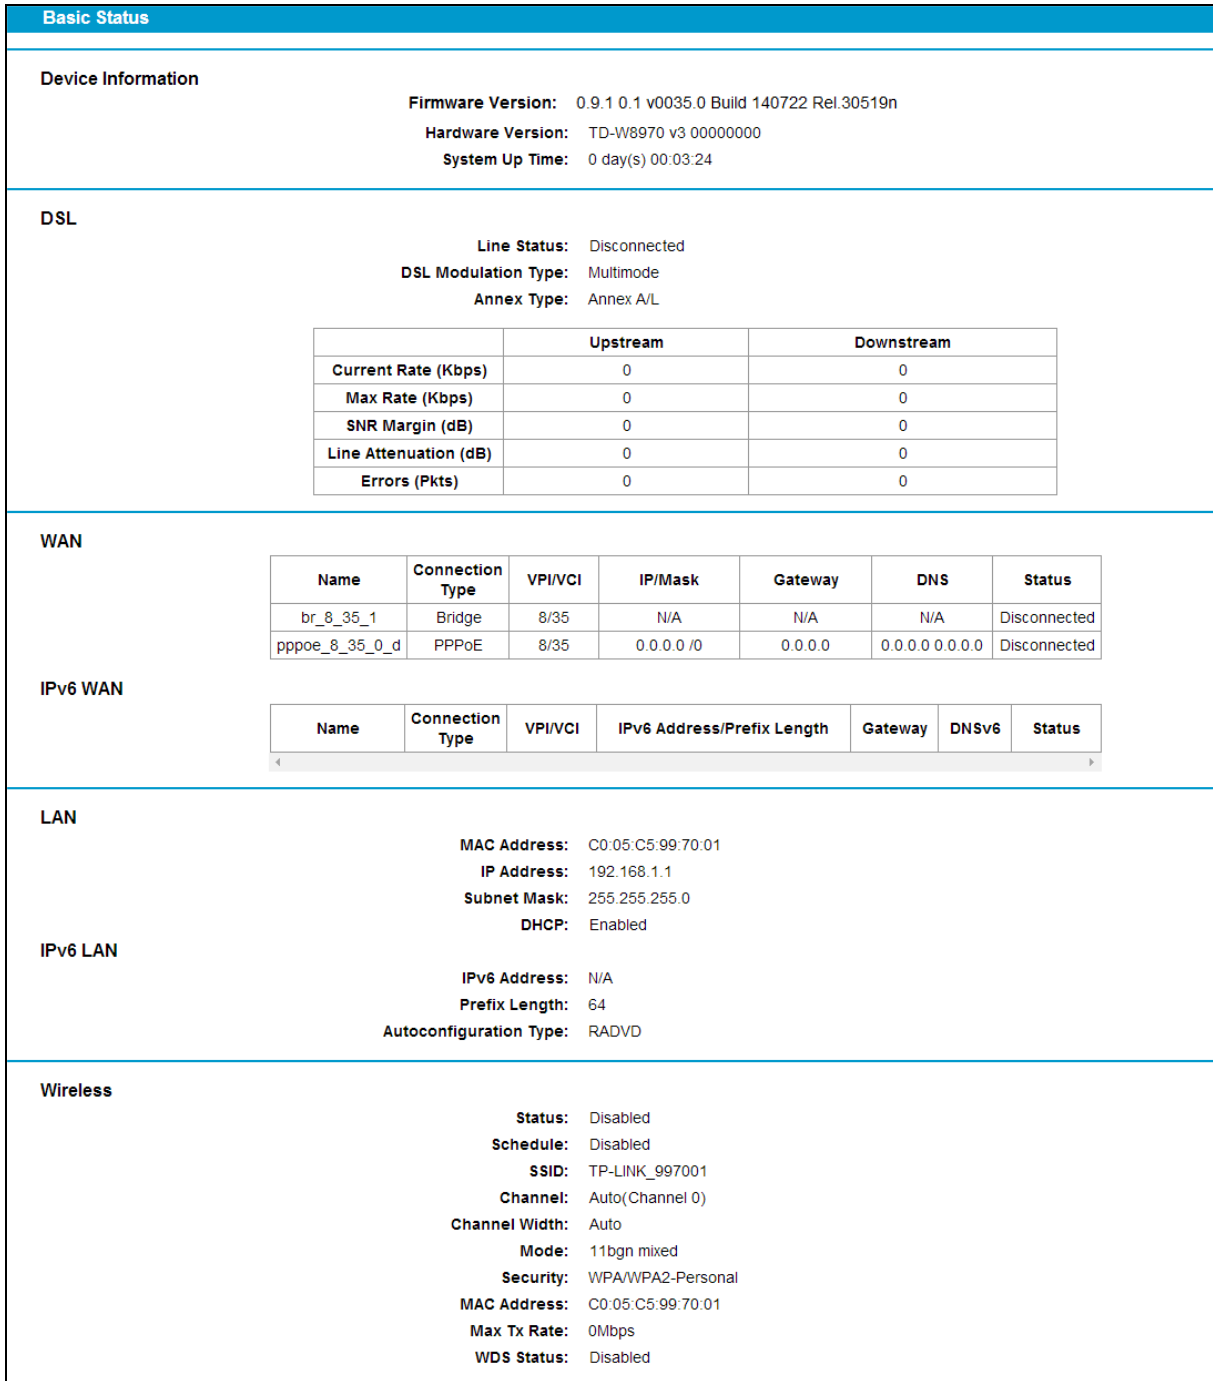 Basic Status
Device Information
Firmware Version: 0.9.1 0.1 v0035.0 Build 140722 Rel.30519n
Hardware Version: TD-W8970 v3 00000000
System Up Time: 0 day(s) 00:03:24
DSL
Line Status: Disconnected
DSL Modulation Type: Multimode
Annex Type: Annex A/L
Upstream Downstream
Current Rate (Kbps) 0 0
Max Rate (Kbps) 0 0
SNR Margin (dB) 0 0
Line Attenuation (dB) 0 0
Errors (Pkts) 0 0
WAN
Name Connection Type VPI/VCI IP/Mask Gateway DNS Status
br_8_35_1 Bridge 8/35 N/A N/A N/A Disconnected
pppoe_8_35_0_d PPPoE 8/35 0.0.0.0 /0 0.0.0.0 0.0.0.0 0.0.0.0 Disconnected
IPv6 WAN
Name Connection Type VPI/VCI IPv6 Address/Prefix Length Gateway DNSv6 Status
LAN
MAC Address: C0:05:C5:99:70:01
IP Address: 192.168.1.1
Subnet Mask: 255.255.255.0
DHCP: Enabled
IPv6 LAN
IPv6 Address: N/A
Prefix Length: 64
Autoconfiguration Type: RADVD
Wireless
Status: Disabled
Schedule: Disabled
SSID: TP-LINK_997001
Channel: Auto(Channel 0)
Channel Width: Auto
Mode: 11bgn mixed
Security: WPA/WPA2-Personal
MAC Address: C0:05:C5:99:70:01
Max Tx Rate: 0Mbps
WDS Status: Disabled